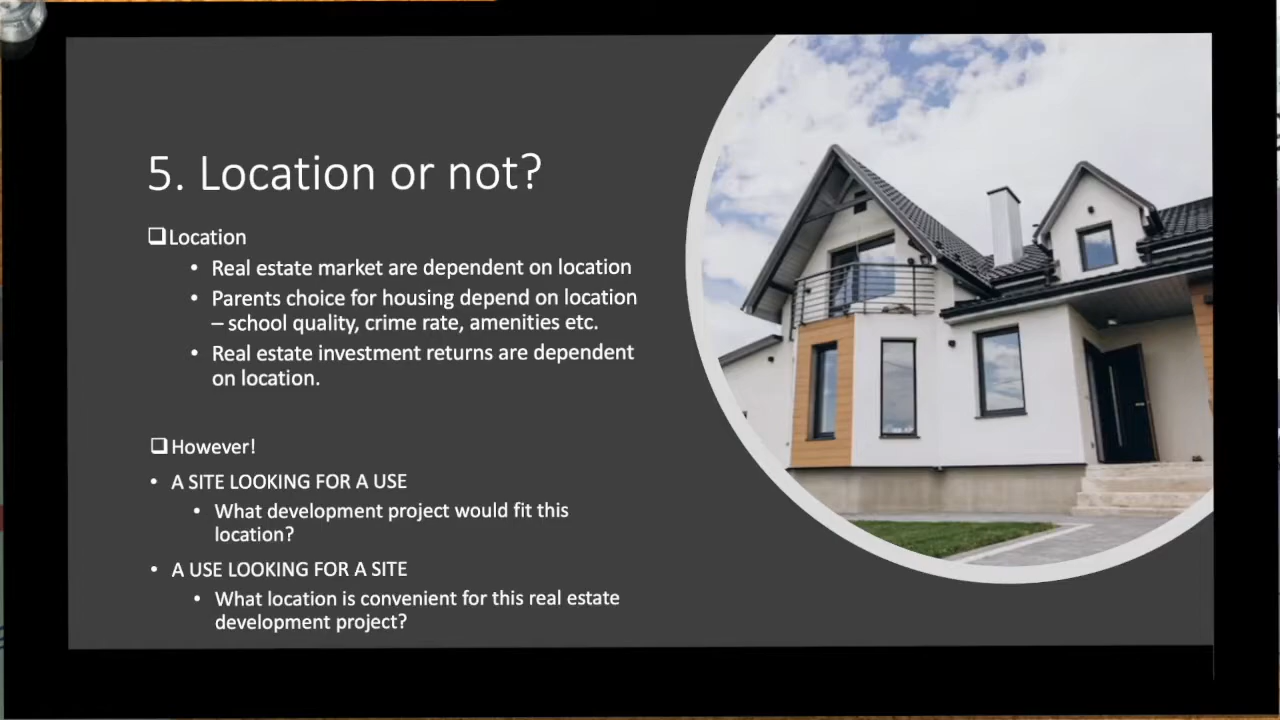 5. Location or not?
❑Location
• Real estate market are dependent on location
• Parents choice for housing depend on location
– school quality, crime rate, amenities etc.
• Real estate investment returns are dependent
on location.
❑However!
• A SITE LOOKING FOR A USE
• What development project would fit this
location?
• A USE LOOKING FOR A SITE
• What location is convenient for this real estate
development project?